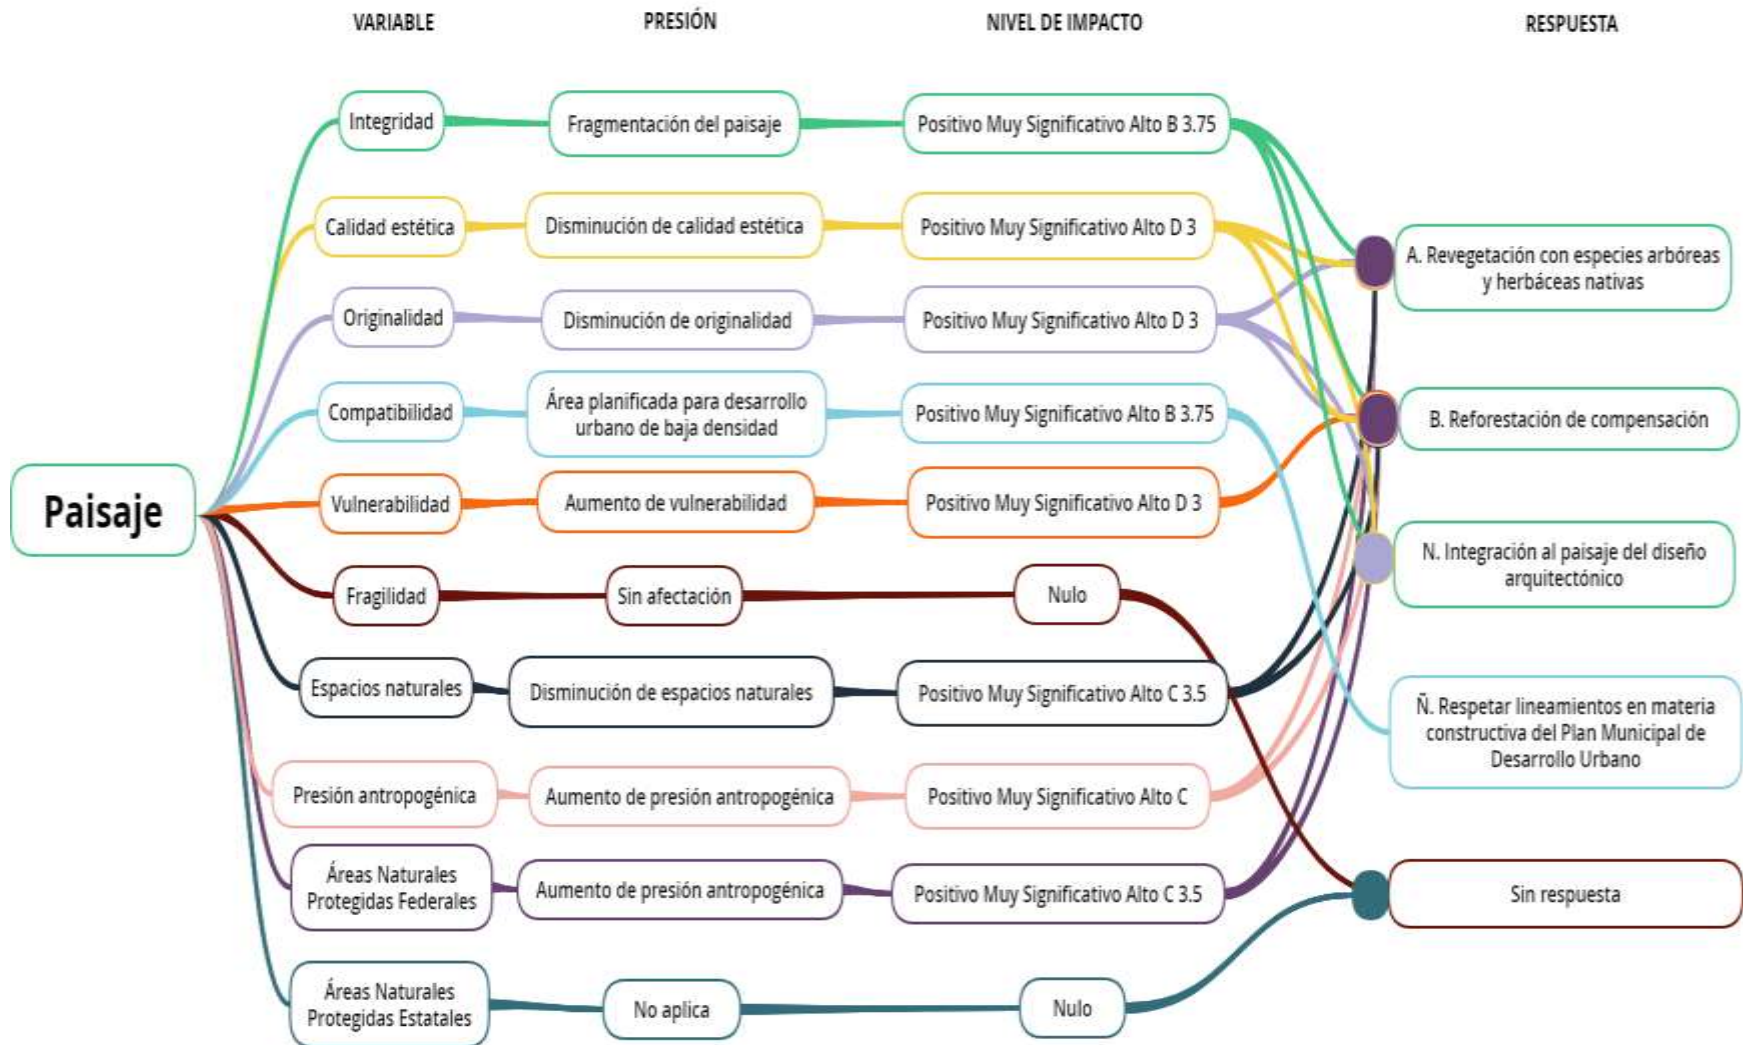 VARIABLE
PRESIÓN
NIVEL DE IMPACTO
RESPUESTA
Paisaje
Integridad
Fragmentación del paisaje
Positivo Muy Significativo Alto B 3.75
Calidad estética
Disminución de calidad estética
Positivo Muy Significativo Alto D 3
Originalidad
Disminución de originalidad
Positivo Muy Significativo Alto D 3
Compatibilidad
Área planificada para desarrollo
urbano de baja densidad
Positivo Muy Significativo Alto B 3.75
Vulnerabilidad
Aumento de vulnerabilidad
Positivo Muy Significativo Alto D 3
Fragilidad
Sin afectación
Nulo
Espacios naturales
Disminución de espacios naturales
Positivo Muy Significativo Alto C 3.5
Presión antropogénica
Aumento de presión antropogénica
Positivo Muy Significativo Alto C
Áreas Naturales
Protegidas Federales
Aumento de presión antropogénica
Positivo Muy Significativo Alto C 3.5
Áreas Naturales
Protegidas Estatales
No aplica
Nulo
A. Revegetación con especies arbóreas
y herbáceas nativas
B. Reforestación de compensación
N. Integración al paisaje del diseño
arquitectónico
Ñ. Respetar lineamientos en materia
constructiva del Plan Municipal de
Desarrollo Urbano
Sin respuesta